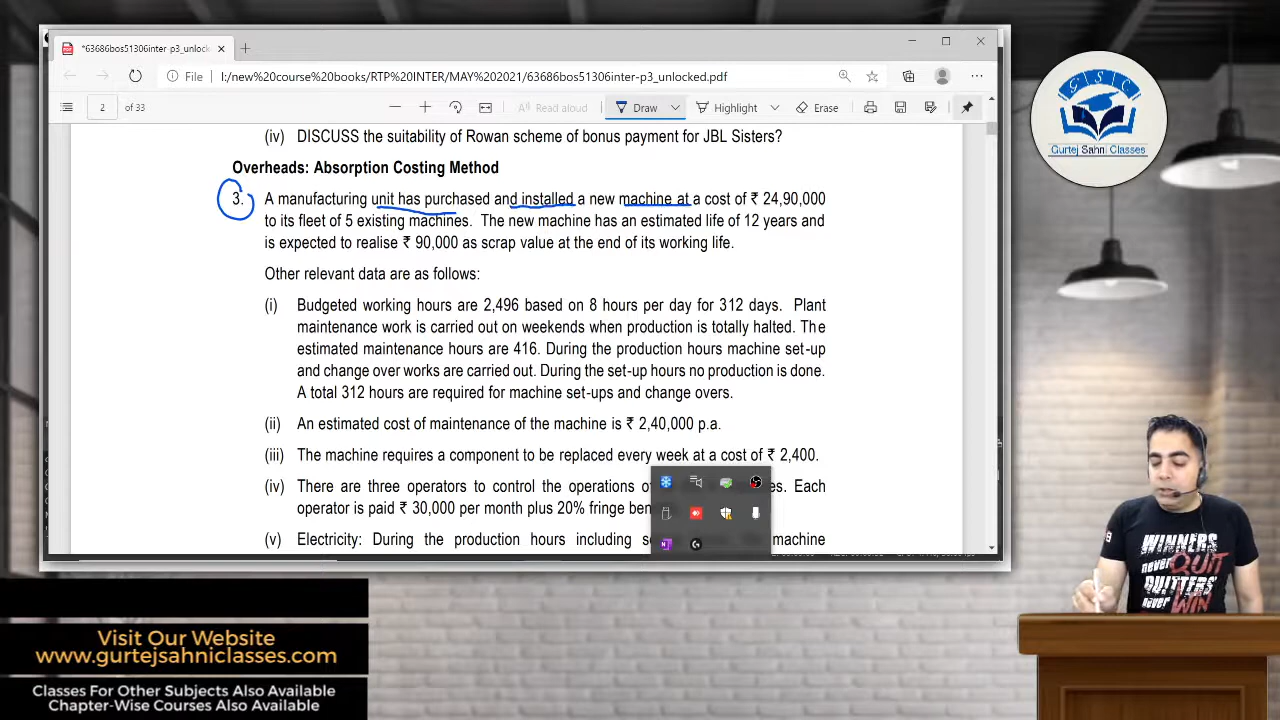 *63686bos51306inter-p3_unlock
File
I:/new%20course%20books/RTP%20INTER/MAY%202021/63686bos51306inter-p3_unlocked.pdf
2 of 33
Read aloud
Draw
Highlight
Erase
(iv) DISCUSS the suitability of Rowan scheme of bonus payment for JBL Sisters?
Overheads: Absorption Costing Method
3. A manufacturing unit has purchased and installed a new machine at a cost of ₹ 24,90,000
to its fleet of 5 existing machines. The new machine has an estimated life of 12 years and
is expected to realise ₹ 90,000 as scrap value at the end of its working life.
Other relevant data are as follows:
(i) Budgeted working hours are 2,496 based on 8 hours per day for 312 days. Plant
maintenance work is carried out on weekends when production is totally halted. The
estimated maintenance hours are 416. During the production hours machine set-up
and change over works are carried out. During the set-up hours no production is done.
A total 312 hours are required for machine set-ups and change overs.
(ii) An estimated cost of maintenance of the machine is ₹ 2,40,000 p.a.
(iii) The machine requires a component to be replaced every week at a cost of ₹ 2,400.
(iv) There are three operators to control the operations of Each
operator is paid ₹ 30,000 per month plus 20% fringe ben
(v) Electricity: During the production hours including machine
GSC
Gurtej Sahni Classes
WINNERS
never QUIT
QUITTERS
never WIN
Visit Our Website
www.gurtejsahniclasses.com
Classes For Other Subjects Also Available
Chapter-Wise Courses Also Available